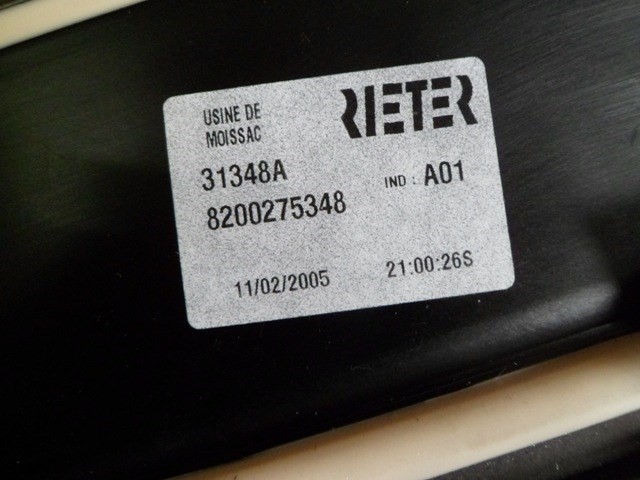 USINE DE
MOISSAC
RIETER
31348A
IND : A01
8200275348
11/02/2005
21:00:26S